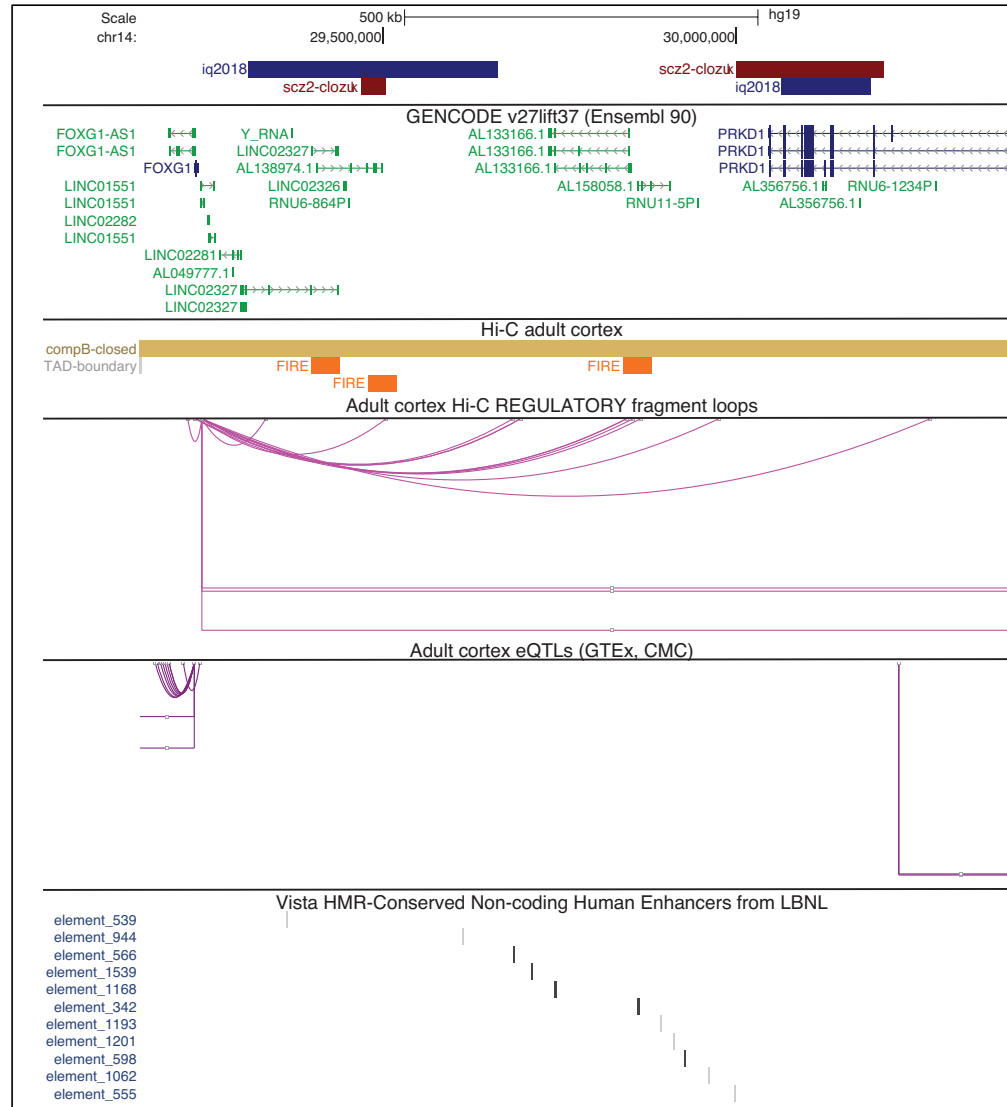 Scale 500 kb hg19
chr14: 29,500,000 30,000,000
iq2018 scz2-clozuk
scz2-clozuk iq2018
GENCODE v27lift37 (Ensembl 90)
FOXG1-AS1 Y_RNA AL133166.1 PRKD1
FOXG1-AS1 LINC02327 AL133166.1 PRKD1
FOXG1 AL138974.1 AL133166.1 PRKD1
LINC01551 LINC02326 AL158058.1 AL356756.1 RNU6-1234P
LINC01551 RNU6-864P RNU11-5P AL356756.1
LINC02282
LINC01551
LINC02281
AL049777.1
LINC02327
LINC02327
Hi-C adult cortex
compB-closed
TAD-boundary FIRE FIRE
FIRE
Adult cortex Hi-C REGULATORY fragment loops
Adult cortex eQTLs (GTEx, CMC)
Vista HMR-Conserved Non-coding Human Enhancers from LBNL
element_539
element_944
element_566
element_1539
element_1168
element_342
element_1193
element_1201
element_598
element_1062
element_555